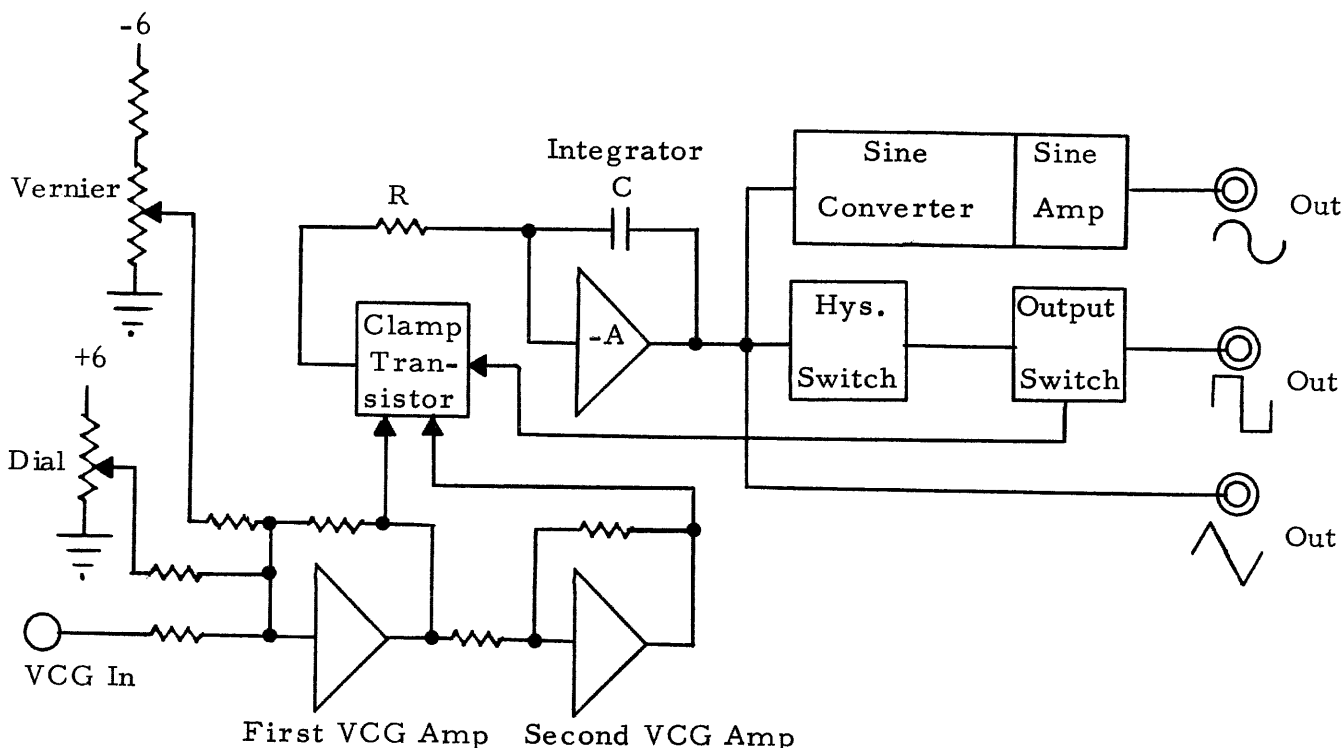 -6
Vernier
+6
Dial
VCG In
R
Integrator
C
-A
Clamp
Tran-
sistor
First VCG Amp
Second VCG Amp
Sine
Converter
Sine
Amp
Out
Hys.
Switch
Output
Switch
Out
Out